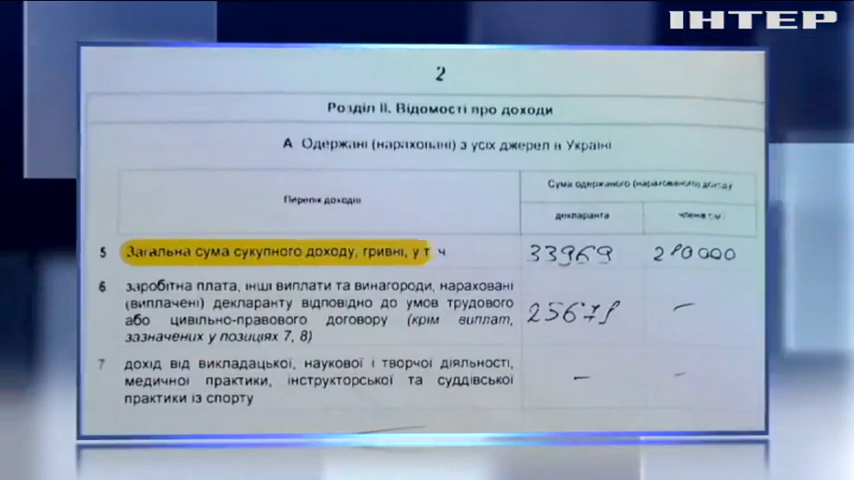 ІНТЕР
2
Розділ II. Відомості про доходи
А. Одержані (нараховані) з усіх джерел в Україні
Перелік доходів
Сума одержаного (нарахованого) доходу
декларанта
членів сім'ї
5 Загальна сума сукупного доходу, гривні, у т. ч. 33969 280000
6 заробітна плата, інші виплати та винагороди, нараховані
(виплачені) декларанту відповідно до умов трудового
або цивільно-правового договору (крім виплат, 25678 –
зазначених у позиціях 7, 8)
7 дохід від викладацької, наукової і творчої діяльності,
медичної практики, інструкторської та суддівської – –
практики із спорту